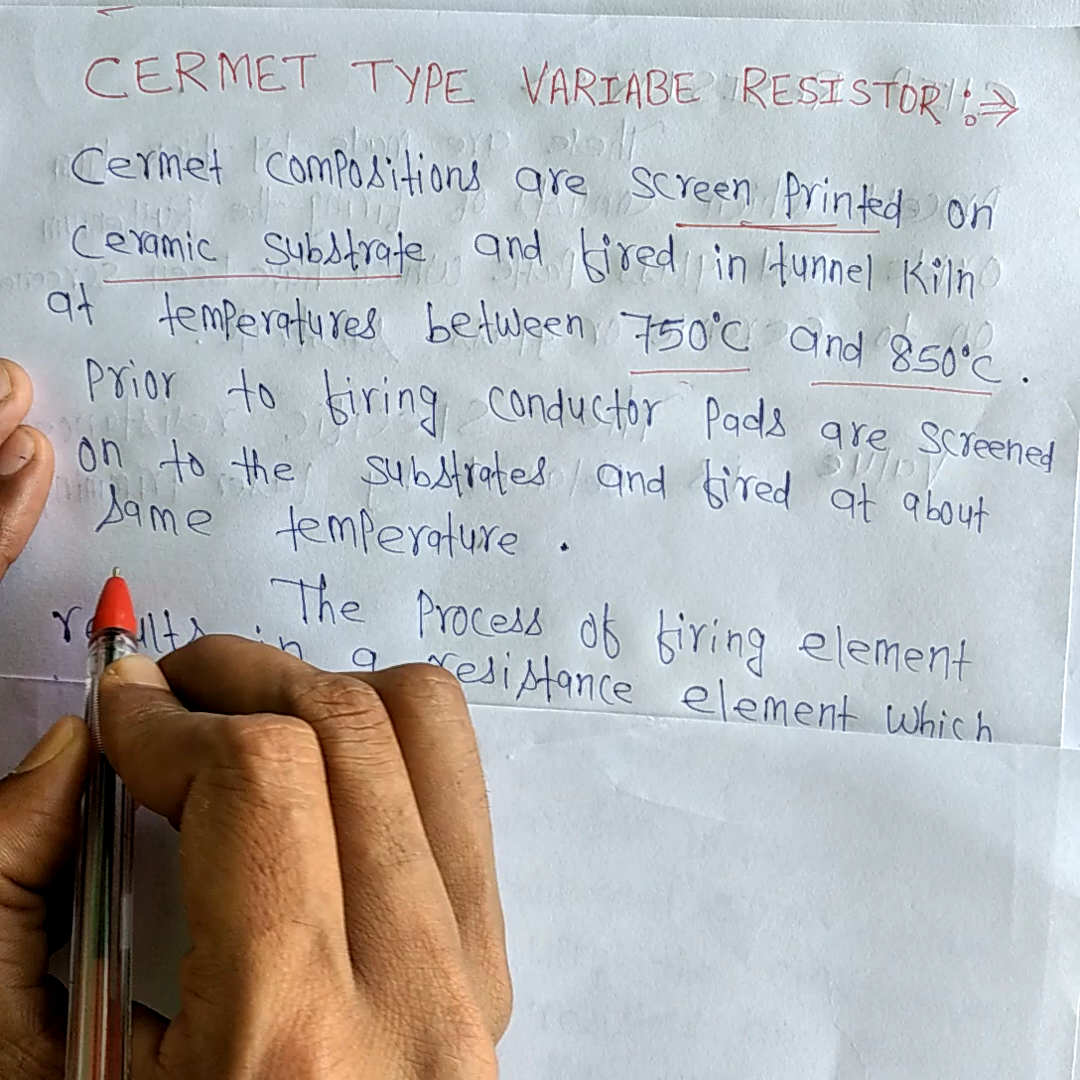 CERMET TYPE VARIABE RESISTOR :⇒
Cermet compositions are screen printed on
ceramic substrate and fired in tunnel kiln
at temperatures between 750°C and 850°C.
Prior to firing conductor pads are screened
on to the substrates and fired at about
same temperature.
The process of firing element
in a resistance element which